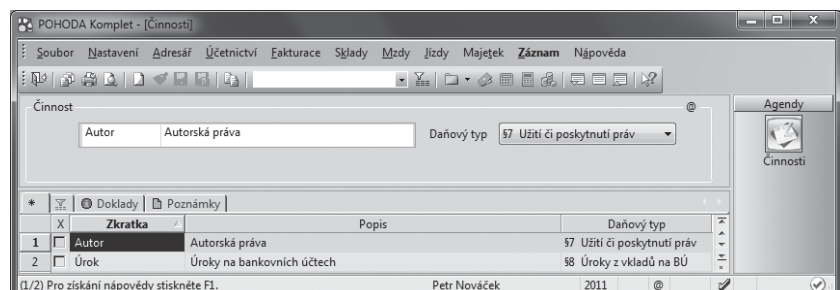 POHODA Komplet - [Činnosti]
Soubor Nastavení Adresář Účetnictví Fakturace Sklady Mzdy Jízdy Majetek Záznam Nápověda
Činnost @ Agendy
Autor Autorská práva Daňový typ §7 Užití či poskytnutí práv
Činnosti
* Doklady Poznámky
X Zkratka Popis Daňový typ
1 Autor Autorská práva §7 Užití či poskytnutí práv
2 Úrok Úroky na bankovních účtech §8 Úroky z vkladů na BÚ
(1/2) Pro získání nápovědy stiskněte F1. Petr Nováček 2011 @